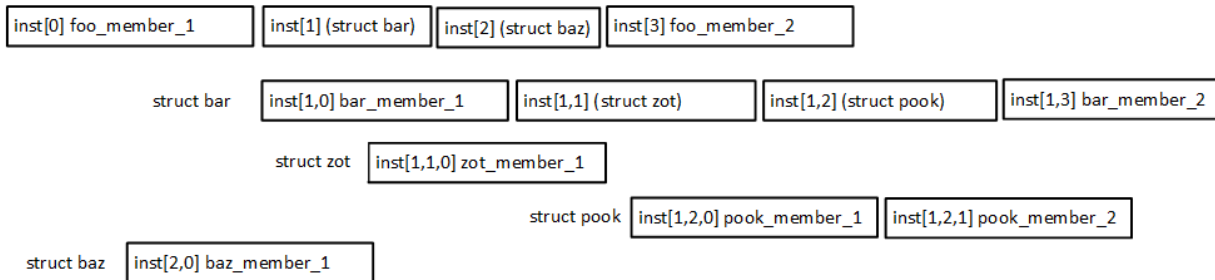 inst[0] foo_member_1 inst[1] (struct bar) inst[2] (struct baz) inst[3] foo_member_2
struct bar inst[1,0] bar_member_1 inst[1,1] (struct zot) inst[1,2] (struct pook) inst[1,3] bar_member_2
struct zot inst[1,1,0] zot_member_1
struct pook inst[1,2,0] pook_member_1 inst[1,2,1] pook_member_2
struct baz inst[2,0] baz_member_1